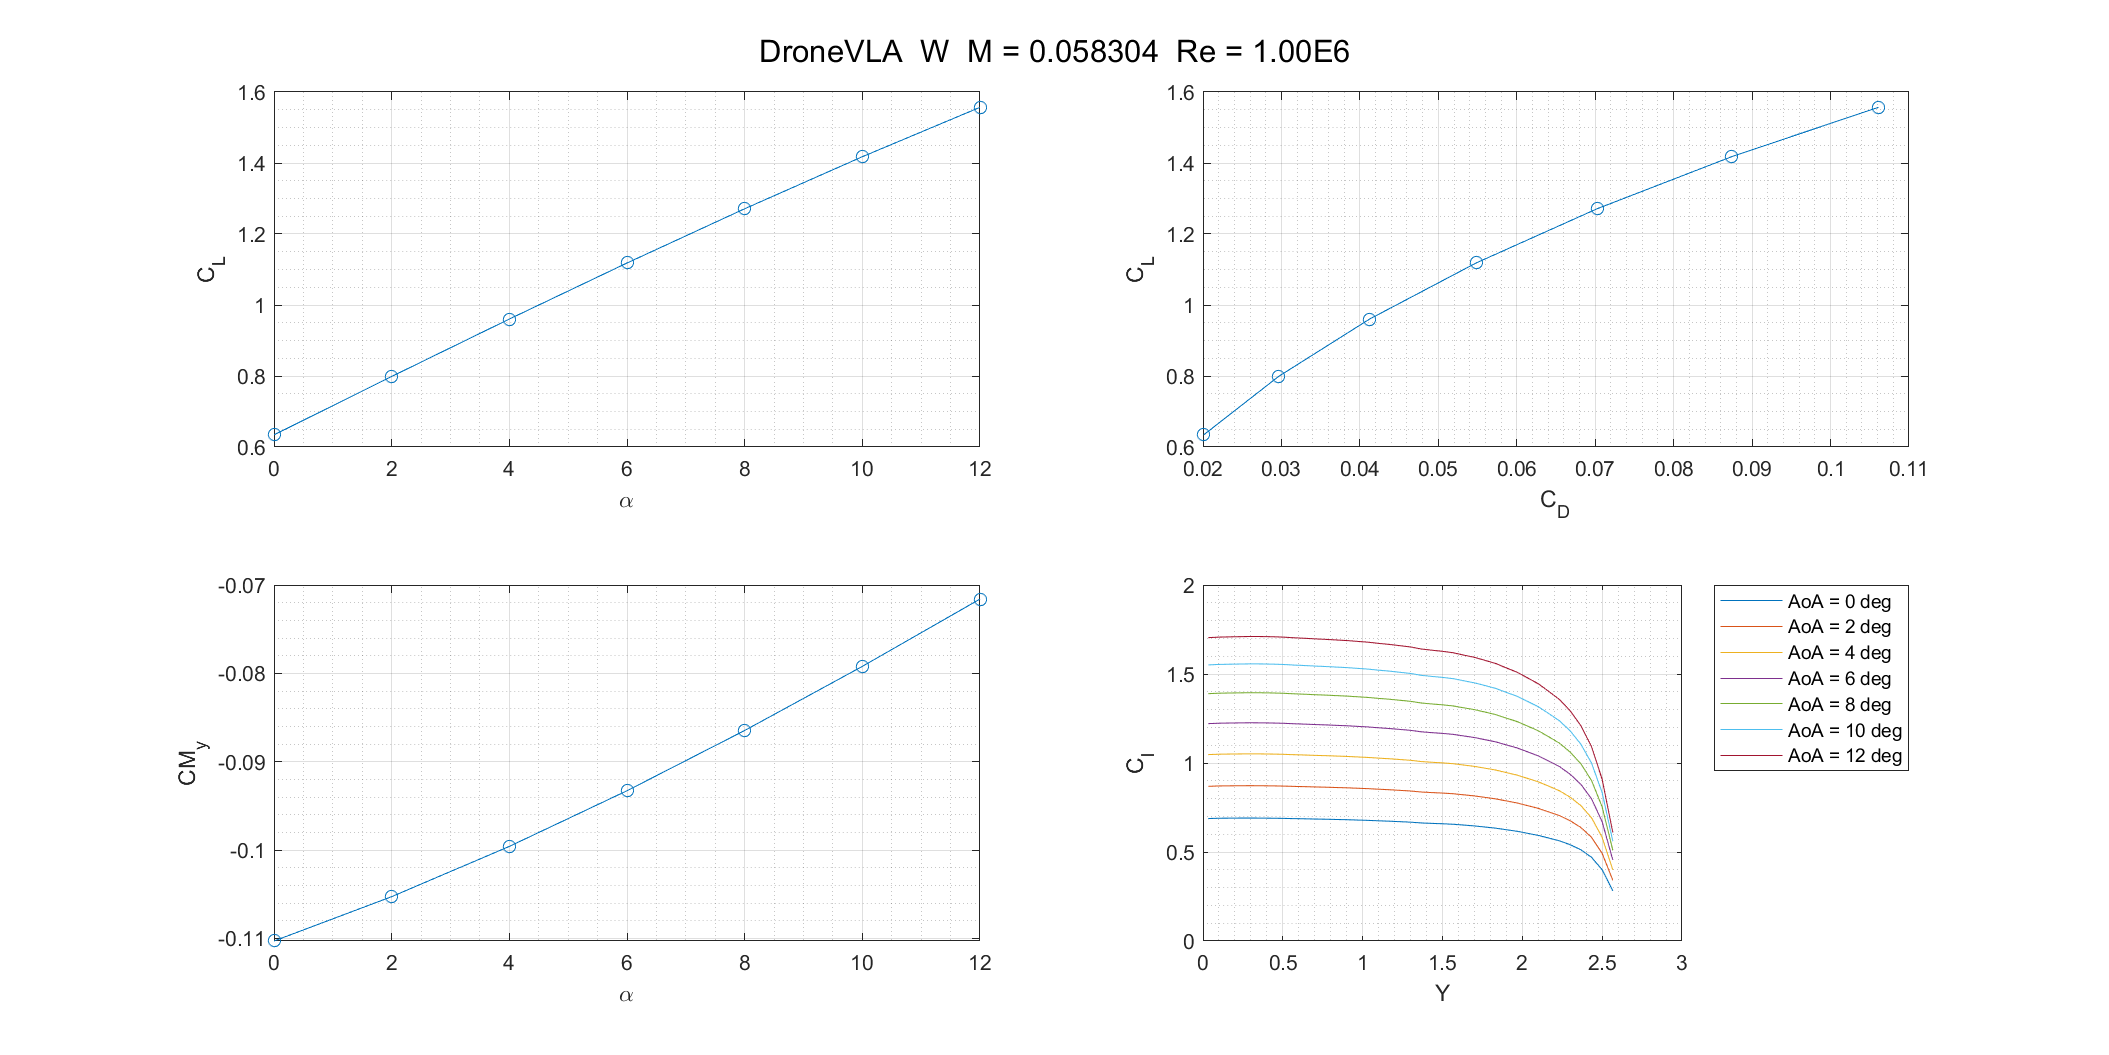 DroneVLA W M = 0.058304 Re = 1.00E6
1.6
1.4
1.2
1
0.8
0.6
C_L
0 2 4 6 8 10 12
α
1.6
1.4
1.2
1
0.8
0.6
C_L
0.02 0.03 0.04 0.05 0.06 0.07 0.08 0.09 0.1 0.11
C_D
-0.07
-0.08
-0.09
-0.1
-0.11
CM_y
0 2 4 6 8 10 12
α
2
1.5
1
0.5
0
C_l
0 0.5 1 1.5 2 2.5 3
Y
AoA = 0 deg
AoA = 2 deg
AoA = 4 deg
AoA = 6 deg
AoA = 8 deg
AoA = 10 deg
AoA = 12 deg